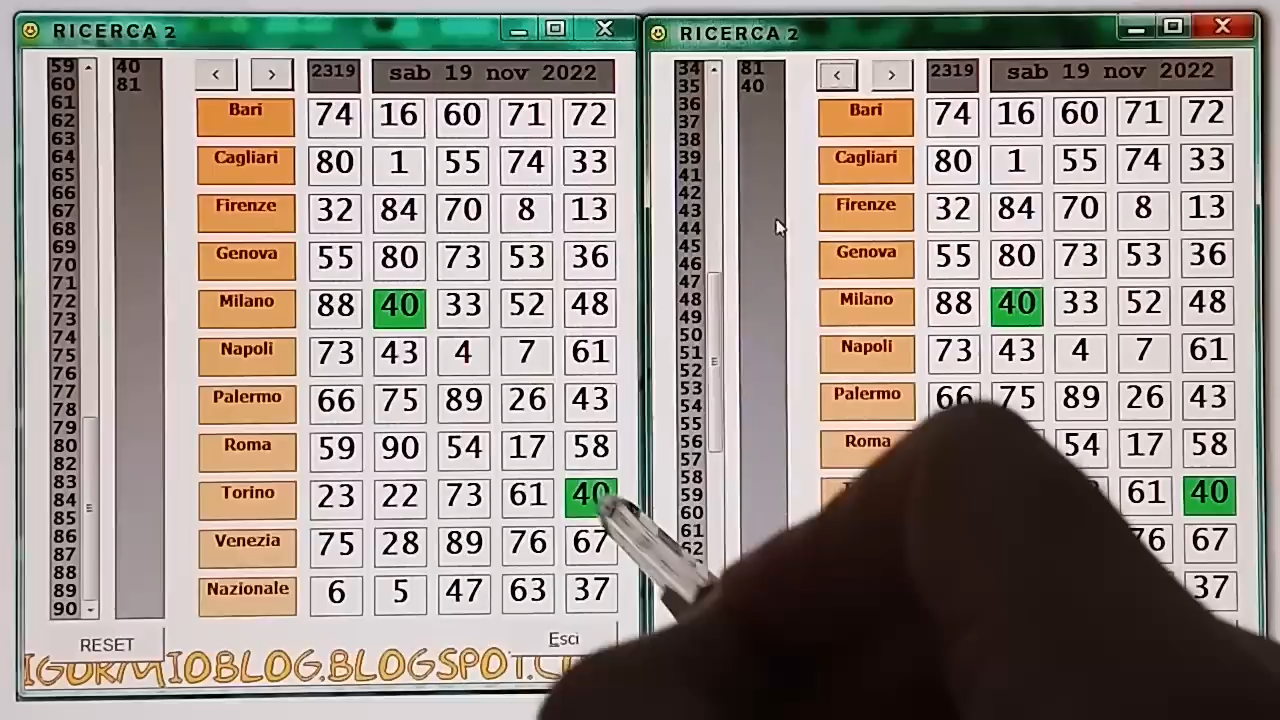 RICERCA 2
59 40
60 81
61
62
63
64
65
66
67
68
69
70
71
72
73
74
75
76
77
78
79
80
82
83
84
85
86
87
88
89
90
< > 2319 sab 19 nov 2022
Bari 74 16 60 71 72
Cagliari 80 1 55 74 33
Firenze 32 84 70 8 13
Genova 55 80 73 53 36
Milano 88 40 33 52 48
Napoli 73 43 4 7 61
Palermo 66 75 89 26 43
Roma 59 90 54 17 58
Torino 23 22 73 61 40
Venezia 75 28 89 76 67
Nazionale 6 5 47 63 37
RESET Esci
IGORMIOBLOG.BLOGSPOT.C
RICERCA 2
34 81
35 40
36
37
38
39
41
42
43
44
45
46
47
48
49
50
51
52
53
54
55
56
57
58
59
60
61
62
< > 2319 sab 19 nov 2022
Bari 74 16 60 71 72
Cagliari 80 1 55 74 33
Firenze 32 84 70 8 13
Genova 55 80 73 53 36
Milano 88 40 33 52 48
Napoli 73 43 4 7 61
Palermo 66 75 89 26 43
Roma 54 17 58
61 40
76 67
37